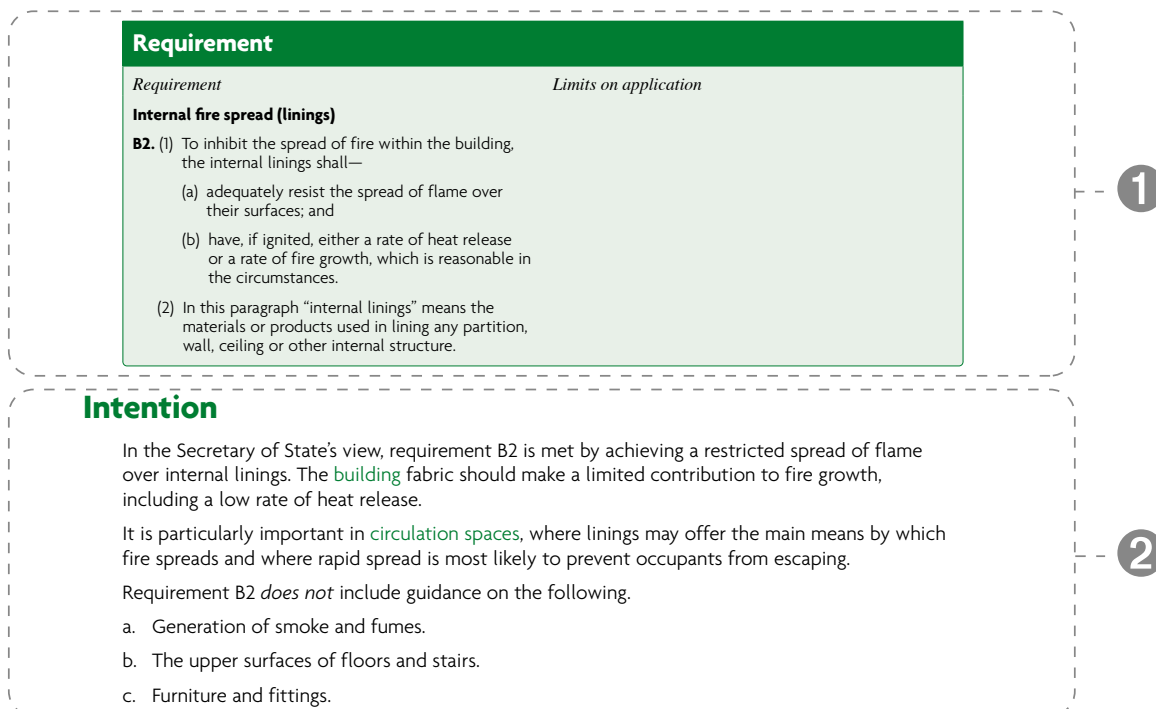 Requirement
Requirement Limits on application
Internal fire spread (linings)
B2. (1) To inhibit the spread of fire within the building,
the internal linings shall—
(a) adequately resist the spread of flame over
their surfaces; and
(b) have, if ignited, either a rate of heat release
or a rate of fire growth, which is reasonable in
the circumstances.
(2) In this paragraph “internal linings” means the
materials or products used in lining any partition,
wall, ceiling or other internal structure.
1
Intention
In the Secretary of State’s view, requirement B2 is met by achieving a restricted spread of flame
over internal linings. The building fabric should make a limited contribution to fire growth,
including a low rate of heat release.
It is particularly important in circulation spaces, where linings may offer the main means by which
fire spreads and where rapid spread is most likely to prevent occupants from escaping.
Requirement B2 does not include guidance on the following.
a. Generation of smoke and fumes.
b. The upper surfaces of floors and stairs.
c. Furniture and fittings.
2